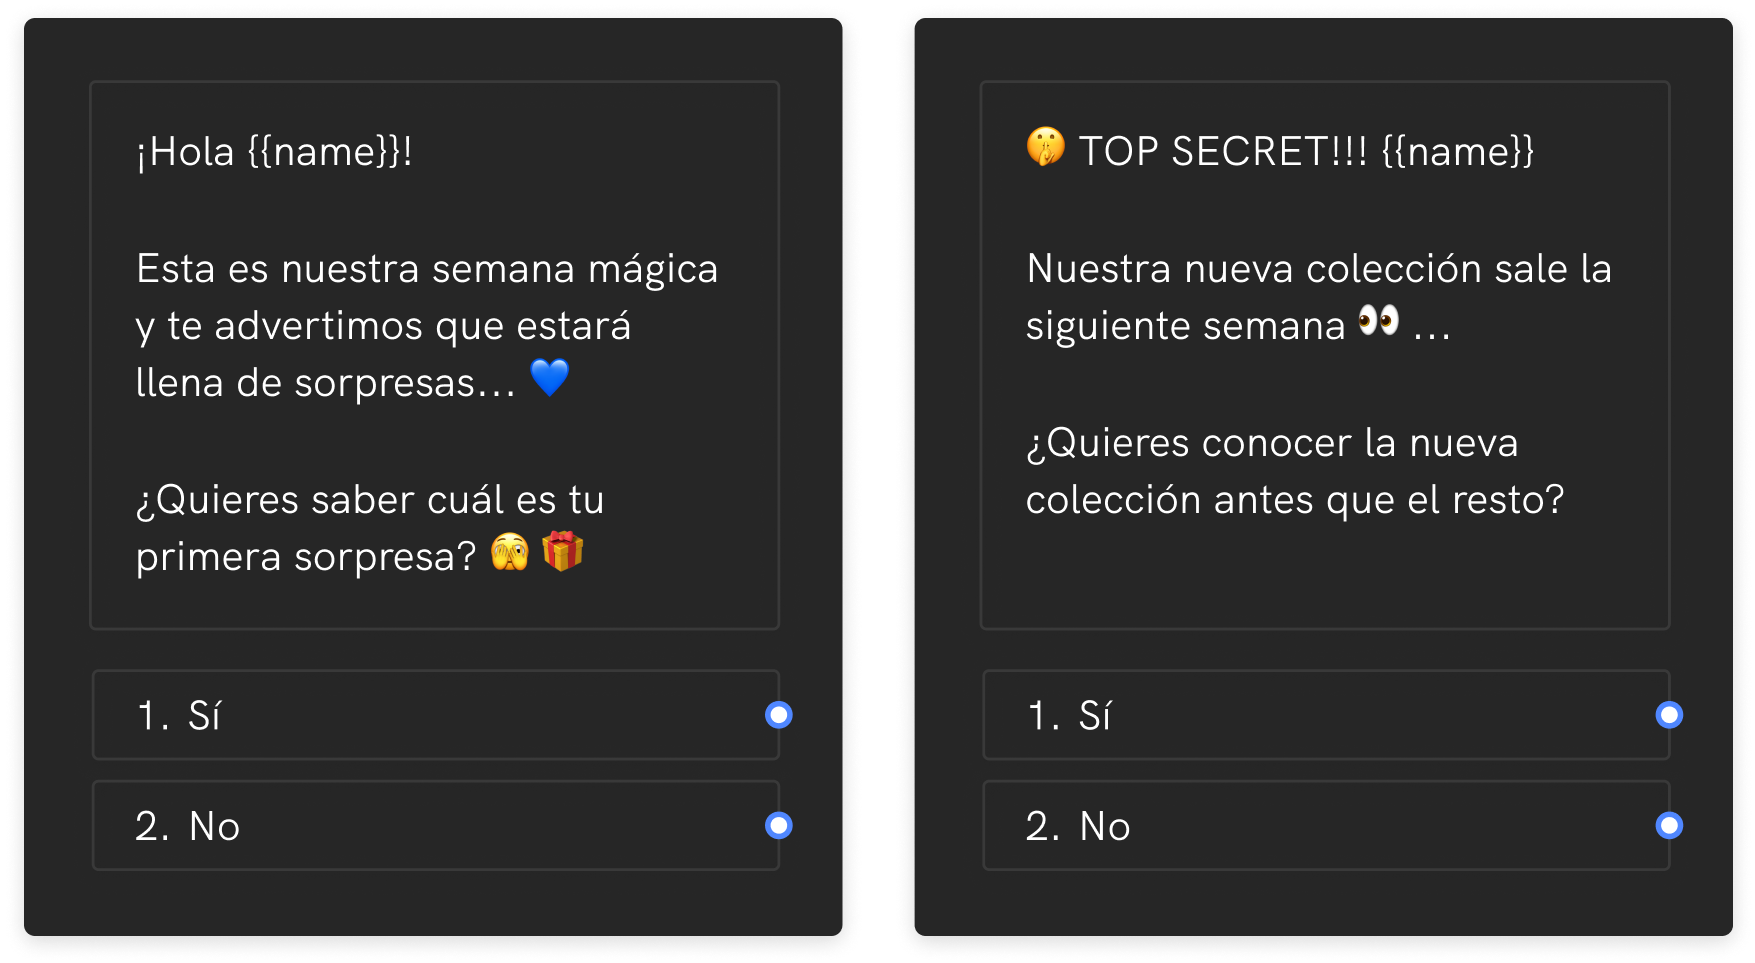 ¡Hola {{name}}!
Esta es nuestra semana mágica
y te advertimos que estará
llena de sorpresas... 💙
¿Quieres saber cuál es tu
primera sorpresa? 🫣 🎁
1. Sí
2. No
🤫 TOP SECRET!!! {{name}}
Nuestra nueva colección sale la
siguiente semana 👀 ...
¿Quieres conocer la nueva
colección antes que el resto?
1. Sí
2. No